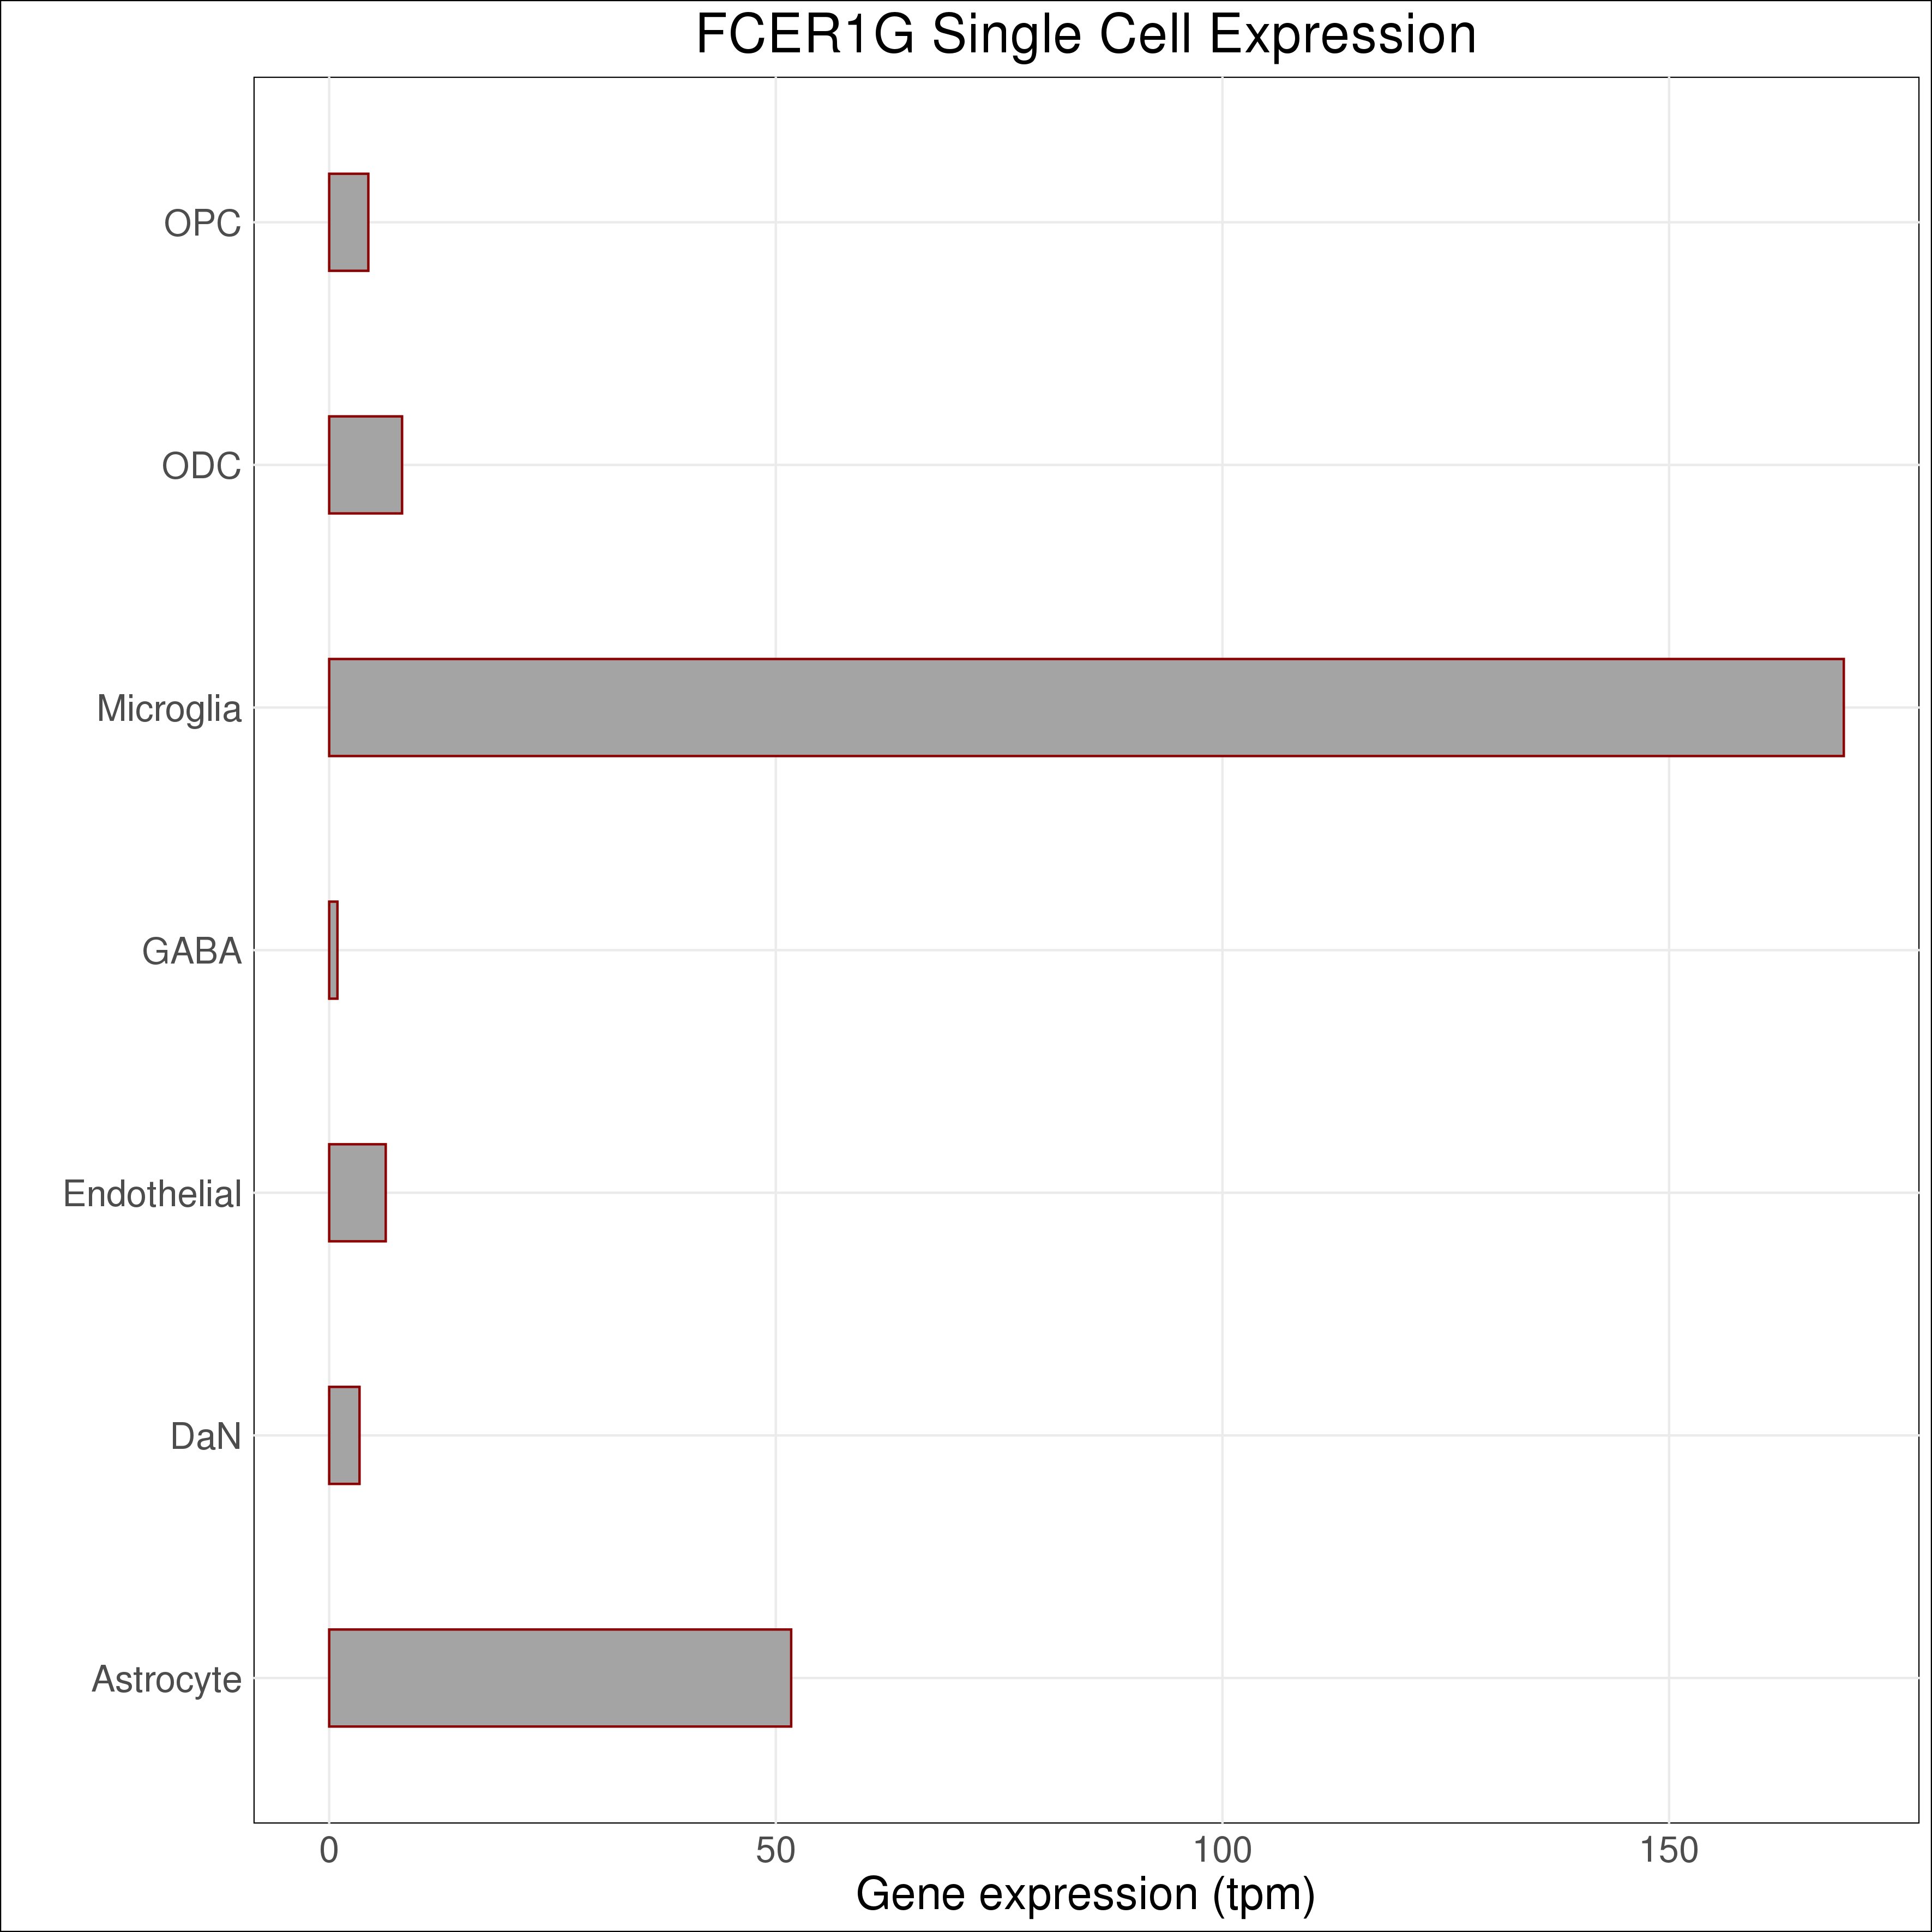 FCER1G Single Cell Expression
OPC
ODC
Microglia
GABA
Endothelial
DaN
Astrocyte
0 50 100 150
Gene expression (tpm)